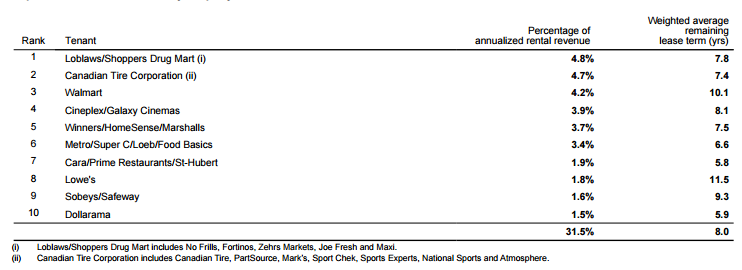 Rank Tenant Percentage of annualized rental revenue Weighted average remaining lease term (yrs)
1 Loblaws/Shoppers Drug Mart (i) 4.8% 7.8
2 Canadian Tire Corporation (ii) 4.7% 7.4
3 Walmart 4.2% 10.1
4 Cineplex/Galaxy Cinemas 3.9% 8.1
5 Winners/HomeSense/Marshalls 3.7% 7.5
6 Metro/Super C/Loeb/Food Basics 3.4% 6.6
7 Cara/Prime Restaurants/St-Hubert 1.9% 5.8
8 Lowe's 1.8% 11.5
9 Sobeys/Safeway 1.6% 9.3
10 Dollarama 1.5% 5.9
31.5% 8.0
(i) Loblaws/Shoppers Drug Mart includes No Frills, Fortinos, Zehrs Markets, Joe Fresh and Maxi.
(ii) Canadian Tire Corporation includes Canadian Tire, PartSource, Mark's, Sport Chek, Sports Experts, National Sports and Atmosphere.